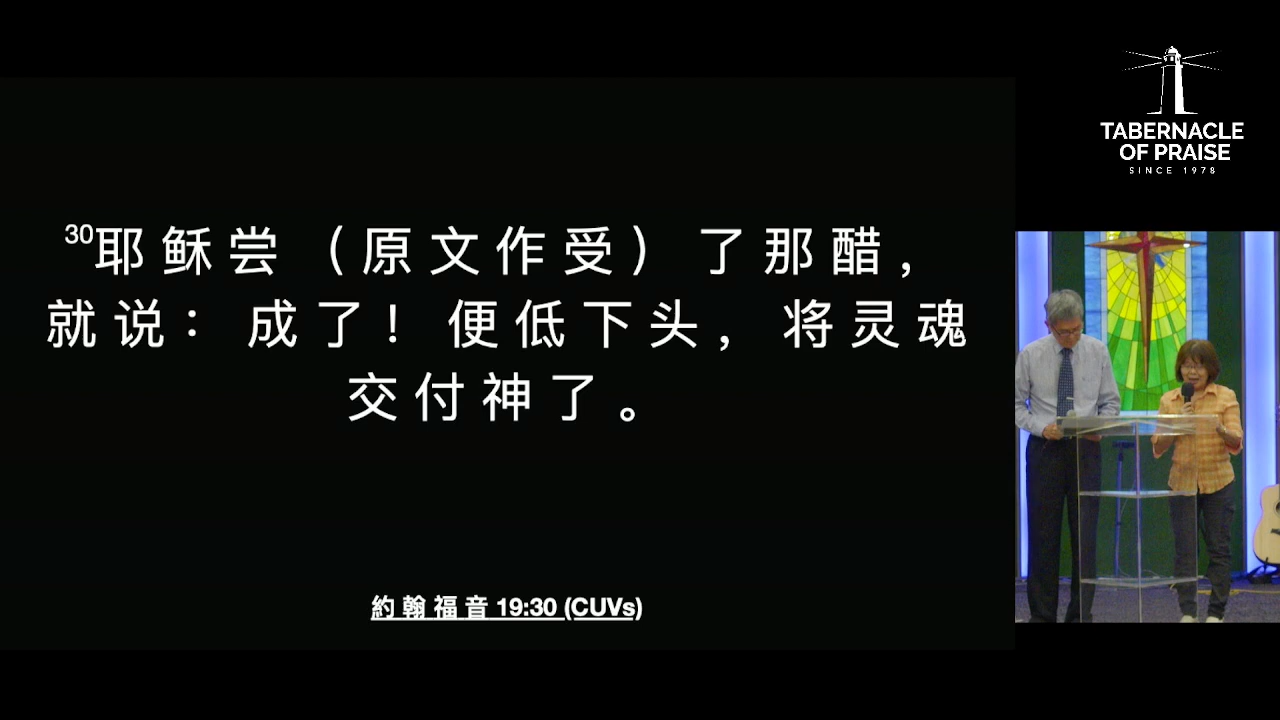 30耶稣尝（原文作受）了那醋，
就说：成了！便低下头，将灵魂
交付神了。
約翰福音 19:30 (CUVs)
TABERNACLE
OF PRAISE
SINCE 1978